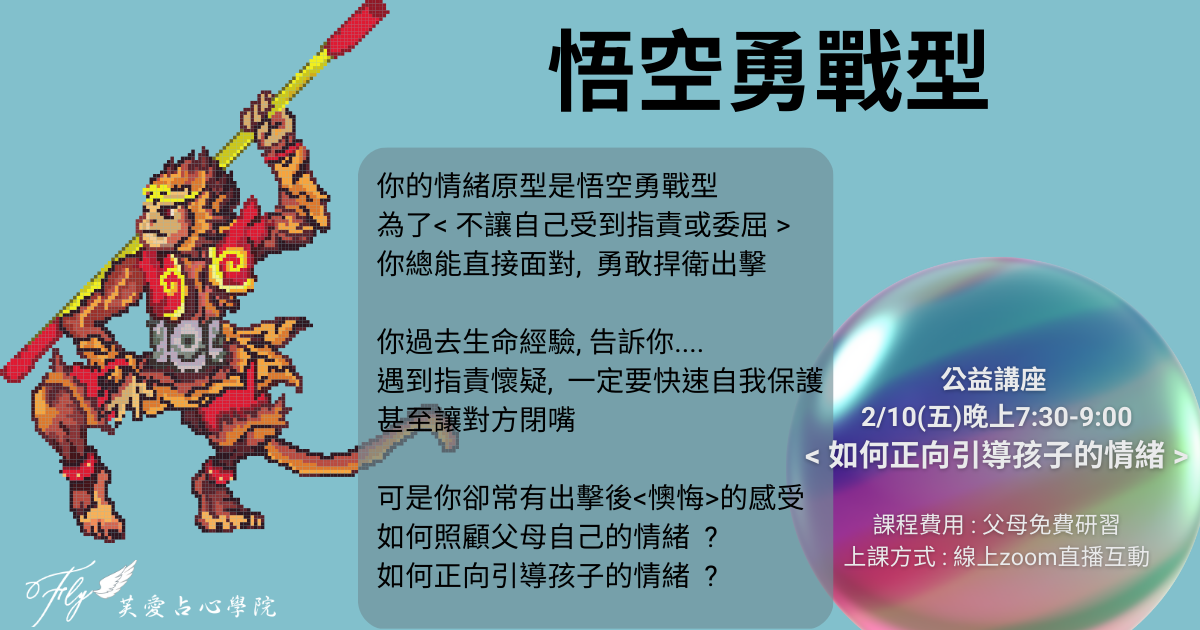 悟空勇戰型
你的情緒原型是悟空勇戰型
為了< 不讓自己受到指責或委屈 >
你總能直接面對, 勇敢捍衛出擊
你過去生命經驗, 告訴你....
遇到指責懷疑, 一定要快速自我保護
甚至讓對方閉嘴
可是你卻常有出擊後<懊悔>的感受
如何照顧父母自己的情緒 ?
如何正向引導孩子的情緒 ?
公益講座
2/10(五)晚上7:30-9:00
< 如何正向引導孩子的情緒 >
課程費用 : 父母免費研習
上課方式 : 線上zoom直播互動
Fly
芙愛占心學院